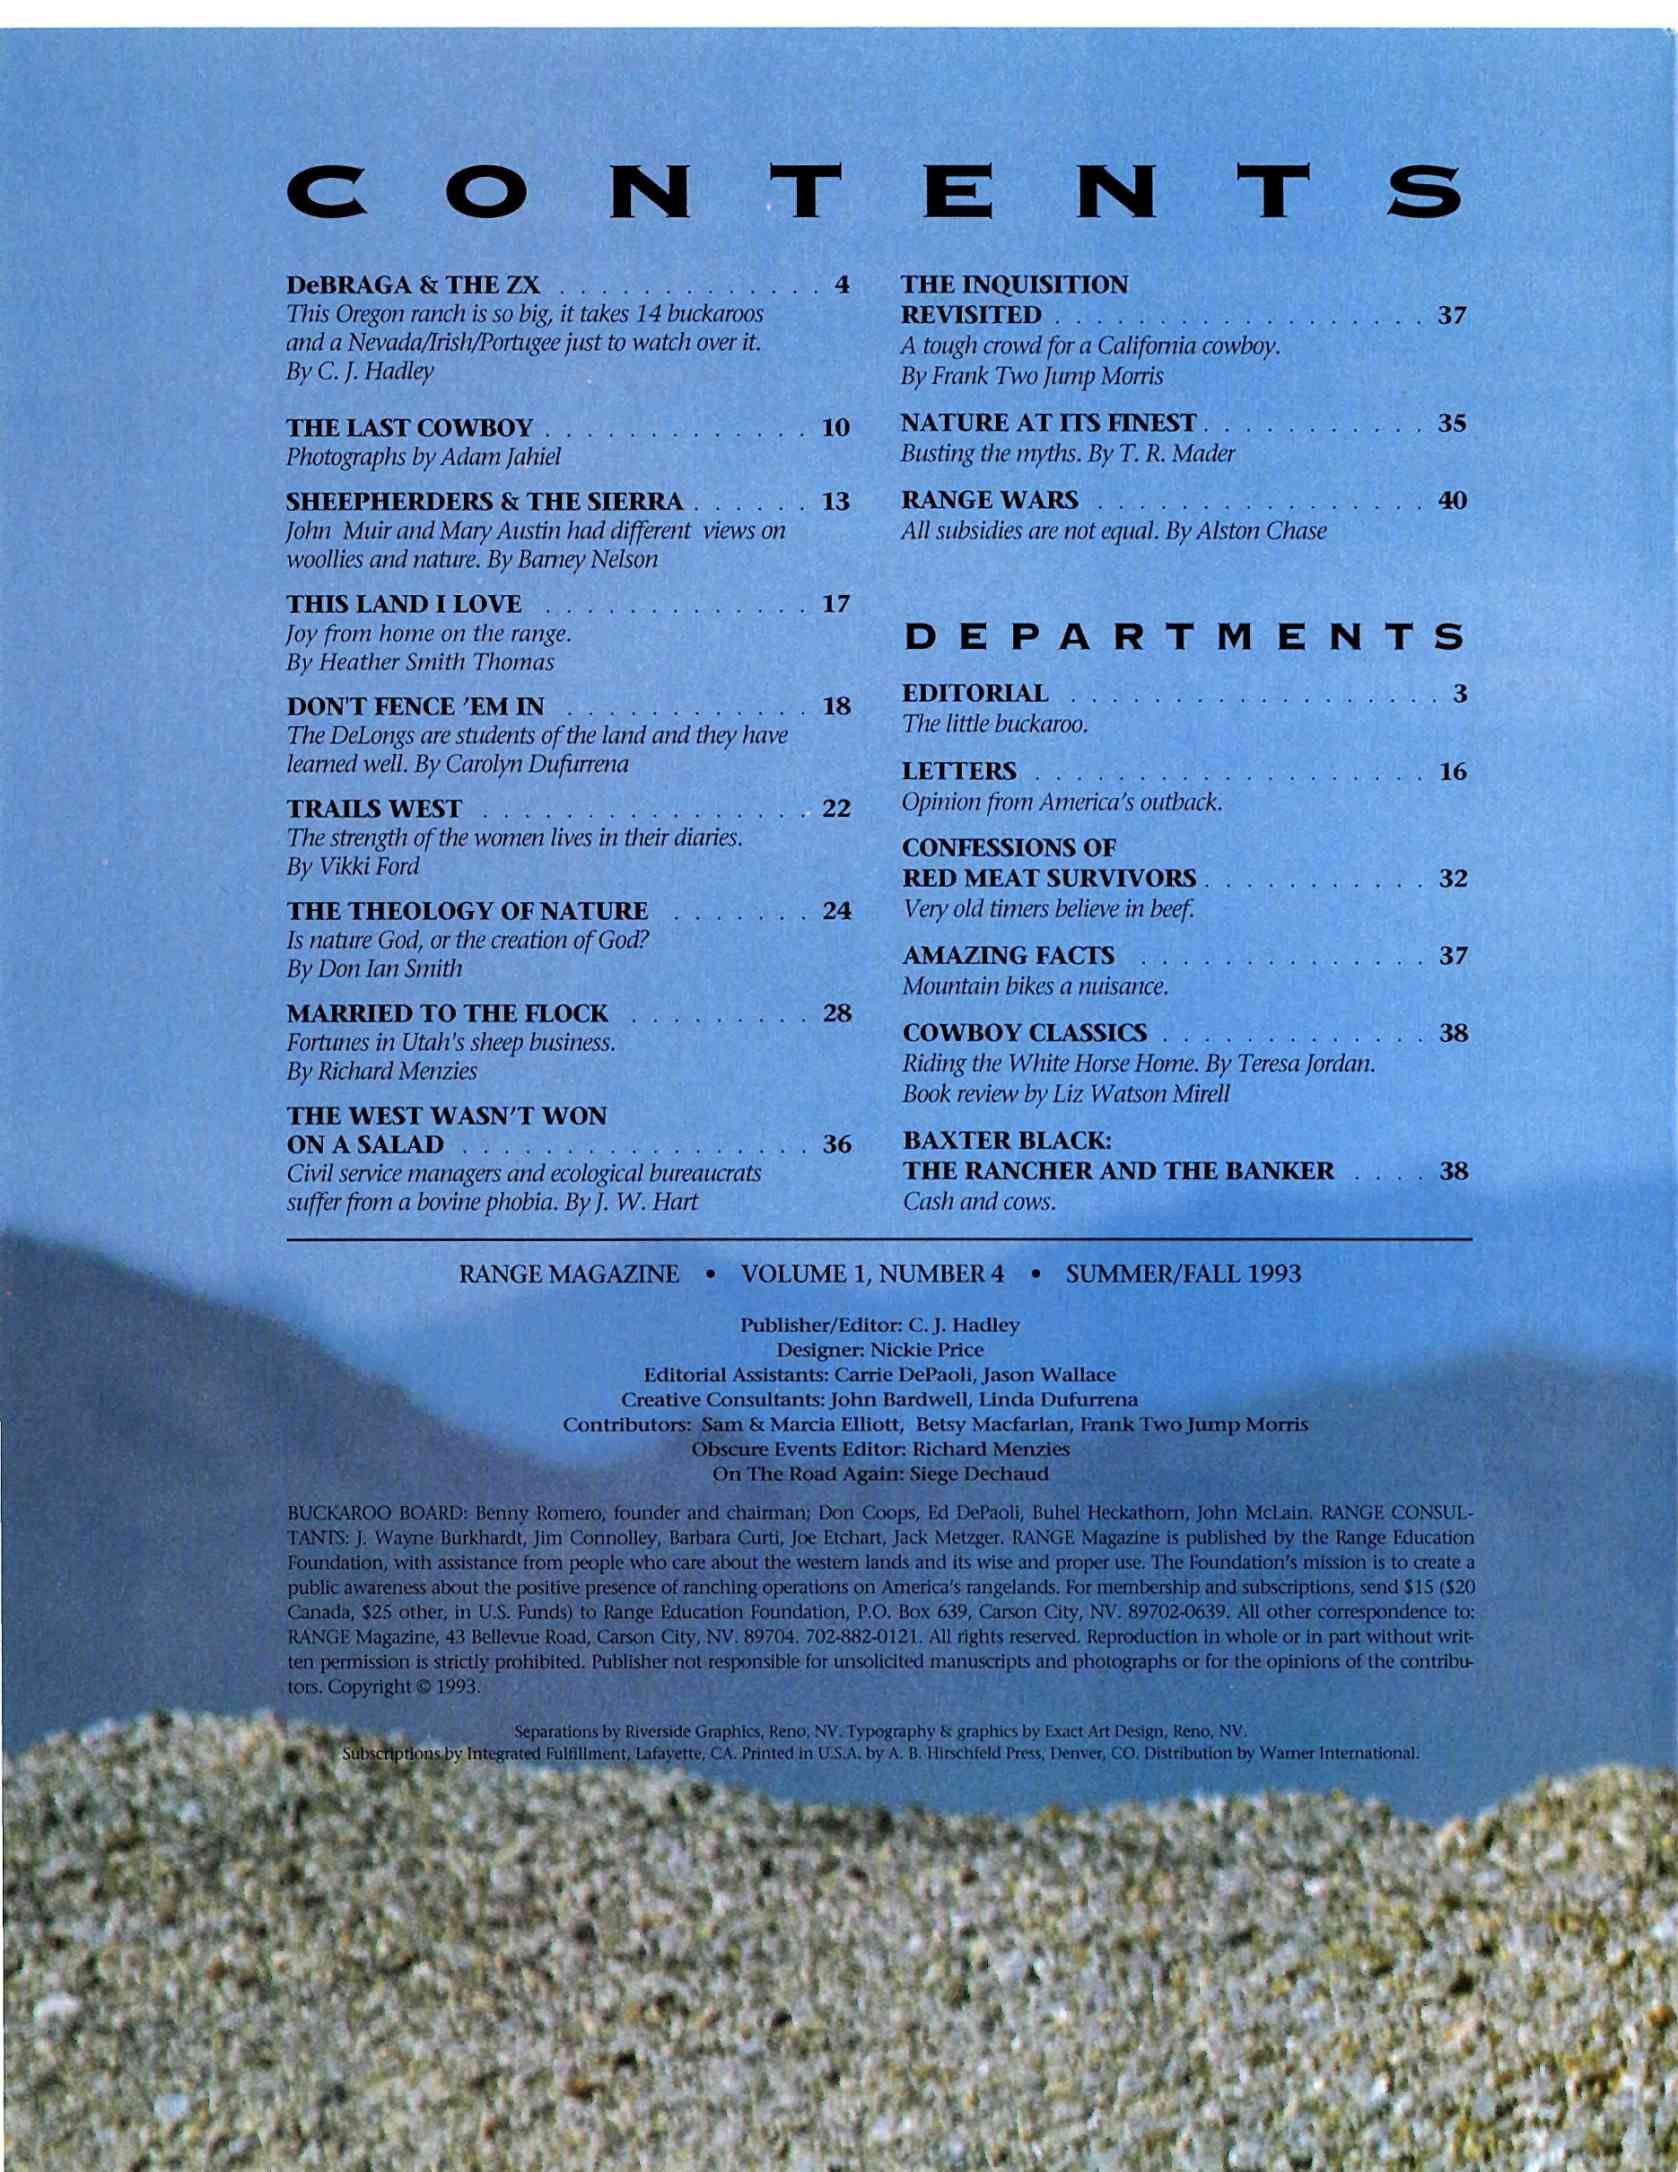 CONTENTS
DeBRAGA & THE ZX . . . . . . . . . . . . . 4
This Oregon ranch is so big, it takes 14 buckaroos
and a Nevada/Irish/Portugee just to watch over it.
By C. J. Hadley
THE LAST COWBOY . . . . . . . . . . . . . 10
Photographs by Adam Jahiel
SHEEPHERDERS & THE SIERRA . . . . . . 13
John Muir and Mary Austin had different views on
woollies and nature. By Barney Nelson
THIS LAND I LOVE . . . . . . . . . . . . . 17
Joy from home on the range.
By Heather Smith Thomas
DON'T FENCE 'EM IN . . . . . . . . . . . . 18
The DeLongs are students of the land and they have
learned well. By Carolyn Dufurrena
TRAILS WEST . . . . . . . . . . . . . . . . 22
The strength of the women lives in their diaries.
By Vikki Ford
THE THEOLOGY OF NATURE . . . . . . . 24
Is nature God, or the creation of God?
By Don Ian Smith
MARRIED TO THE FLOCK . . . . . . . . . 28
Fortunes in Utah's sheep business.
By Richard Menzies
THE WEST WASN'T WON
ON A SALAD . . . . . . . . . . . . . . . . . 36
Civil service managers and ecological bureaucrats
suffer from a bovine phobia. By J. W. Hart
THE INQUISITION
REVISITED . . . . . . . . . . . . . . . . . . 37
A tough crowd for a California cowboy.
By Frank Two Jump Morris
NATURE AT ITS FINEST . . . . . . . . . . . 35
Busting the myths. By T. R. Mader
RANGE WARS . . . . . . . . . . . . . . . . 40
All subsidies are not equal. By Alston Chase
DEPARTMENTS
EDITORIAL . . . . . . . . . . . . . . . . . . 3
The little buckaroo.
LETTERS . . . . . . . . . . . . . . . . . . . 16
Opinion from America's outback.
CONFESSIONS OF
RED MEAT SURVIVORS . . . . . . . . . . . 32
Very old timers believe in beef.
AMAZING FACTS . . . . . . . . . . . . . . 37
Mountain bikes a nuisance.
COWBOY CLASSICS . . . . . . . . . . . . . 38
Riding the White Horse Home. By Teresa Jordan.
Book review by Liz Watson Mirell
BAXTER BLACK:
THE RANCHER AND THE BANKER . . . . 38
Cash and cows.
RANGE MAGAZINE • VOLUME 1, NUMBER 4 • SUMMER/FALL 1993
Publisher/Editor: C. J. Hadley
Designer: Nickie Price
Editorial Assistants: Carrie DePaoli, Jason Wallace
Creative Consultants: John Bardwell, Linda Dufurrena
Contributors: Sam & Marcia Elliott, Betsy Macfarlan, Frank Two Jump Morris
Obscure Events Editor: Richard Menzies
On The Road Again: Siege Dechaud
BUCKAROO BOARD: Benny Romero, founder and chairman; Don Coops, Ed DePaoli, Buhel Heckathorn, John McLain. RANGE CONSUL-
TANTS: J. Wayne Burkhardt, Jim Connolley, Barbara Curti, Joe Etchart, Jack Metzger. RANGE Magazine is published by the Range Education
Foundation, with assistance from people who care about the western lands and its wise and proper use. The Foundation's mission is to create a
public awareness about the positive presence of ranching operations on America's rangelands. For membership and subscriptions, send $15 ($20
Canada, $25 other, in U.S. Funds) to Range Education Foundation, P.O. Box 639, Carson City, NV. 89702-0639. All other correspondence to:
RANGE Magazine, 43 Bellevue Road, Carson City, NV. 89704. 702-882-0121. All rights reserved. Reproduction in whole or in part without writ-
ten permission is strictly prohibited. Publisher not responsible for unsolicited manuscripts and photographs or for the opinions of the contribu-
tors. Copyright © 1993.
Separations by Riverside Graphics, Reno, NV. Typography & graphics by Exact Art Design, Reno, NV.
Subscriptions by Integrated Fulfillment, Lafayette, CA. Printed in U.S.A. by A. B. Hirschfeld Press, Denver, CO. Distribution by Warner International.